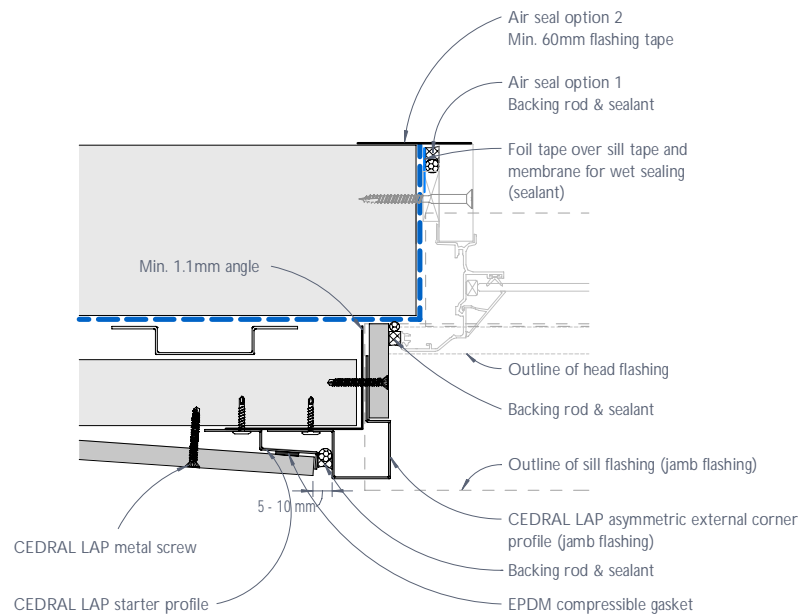 Air seal option 2
Min. 60mm flashing tape
Air seal option 1
Backing rod & sealant
Foil tape over sill tape and
membrane for wet sealing
(sealant)
Min. 1.1mm angle
Outline of head flashing
Backing rod & sealant
Outline of sill flashing (jamb flashing)
5 - 10 mm
CEDRAL LAP asymmetric external corner
profile (jamb flashing)
CEDRAL LAP metal screw
Backing rod & sealant
CEDRAL LAP starter profile
EPDM compressible gasket